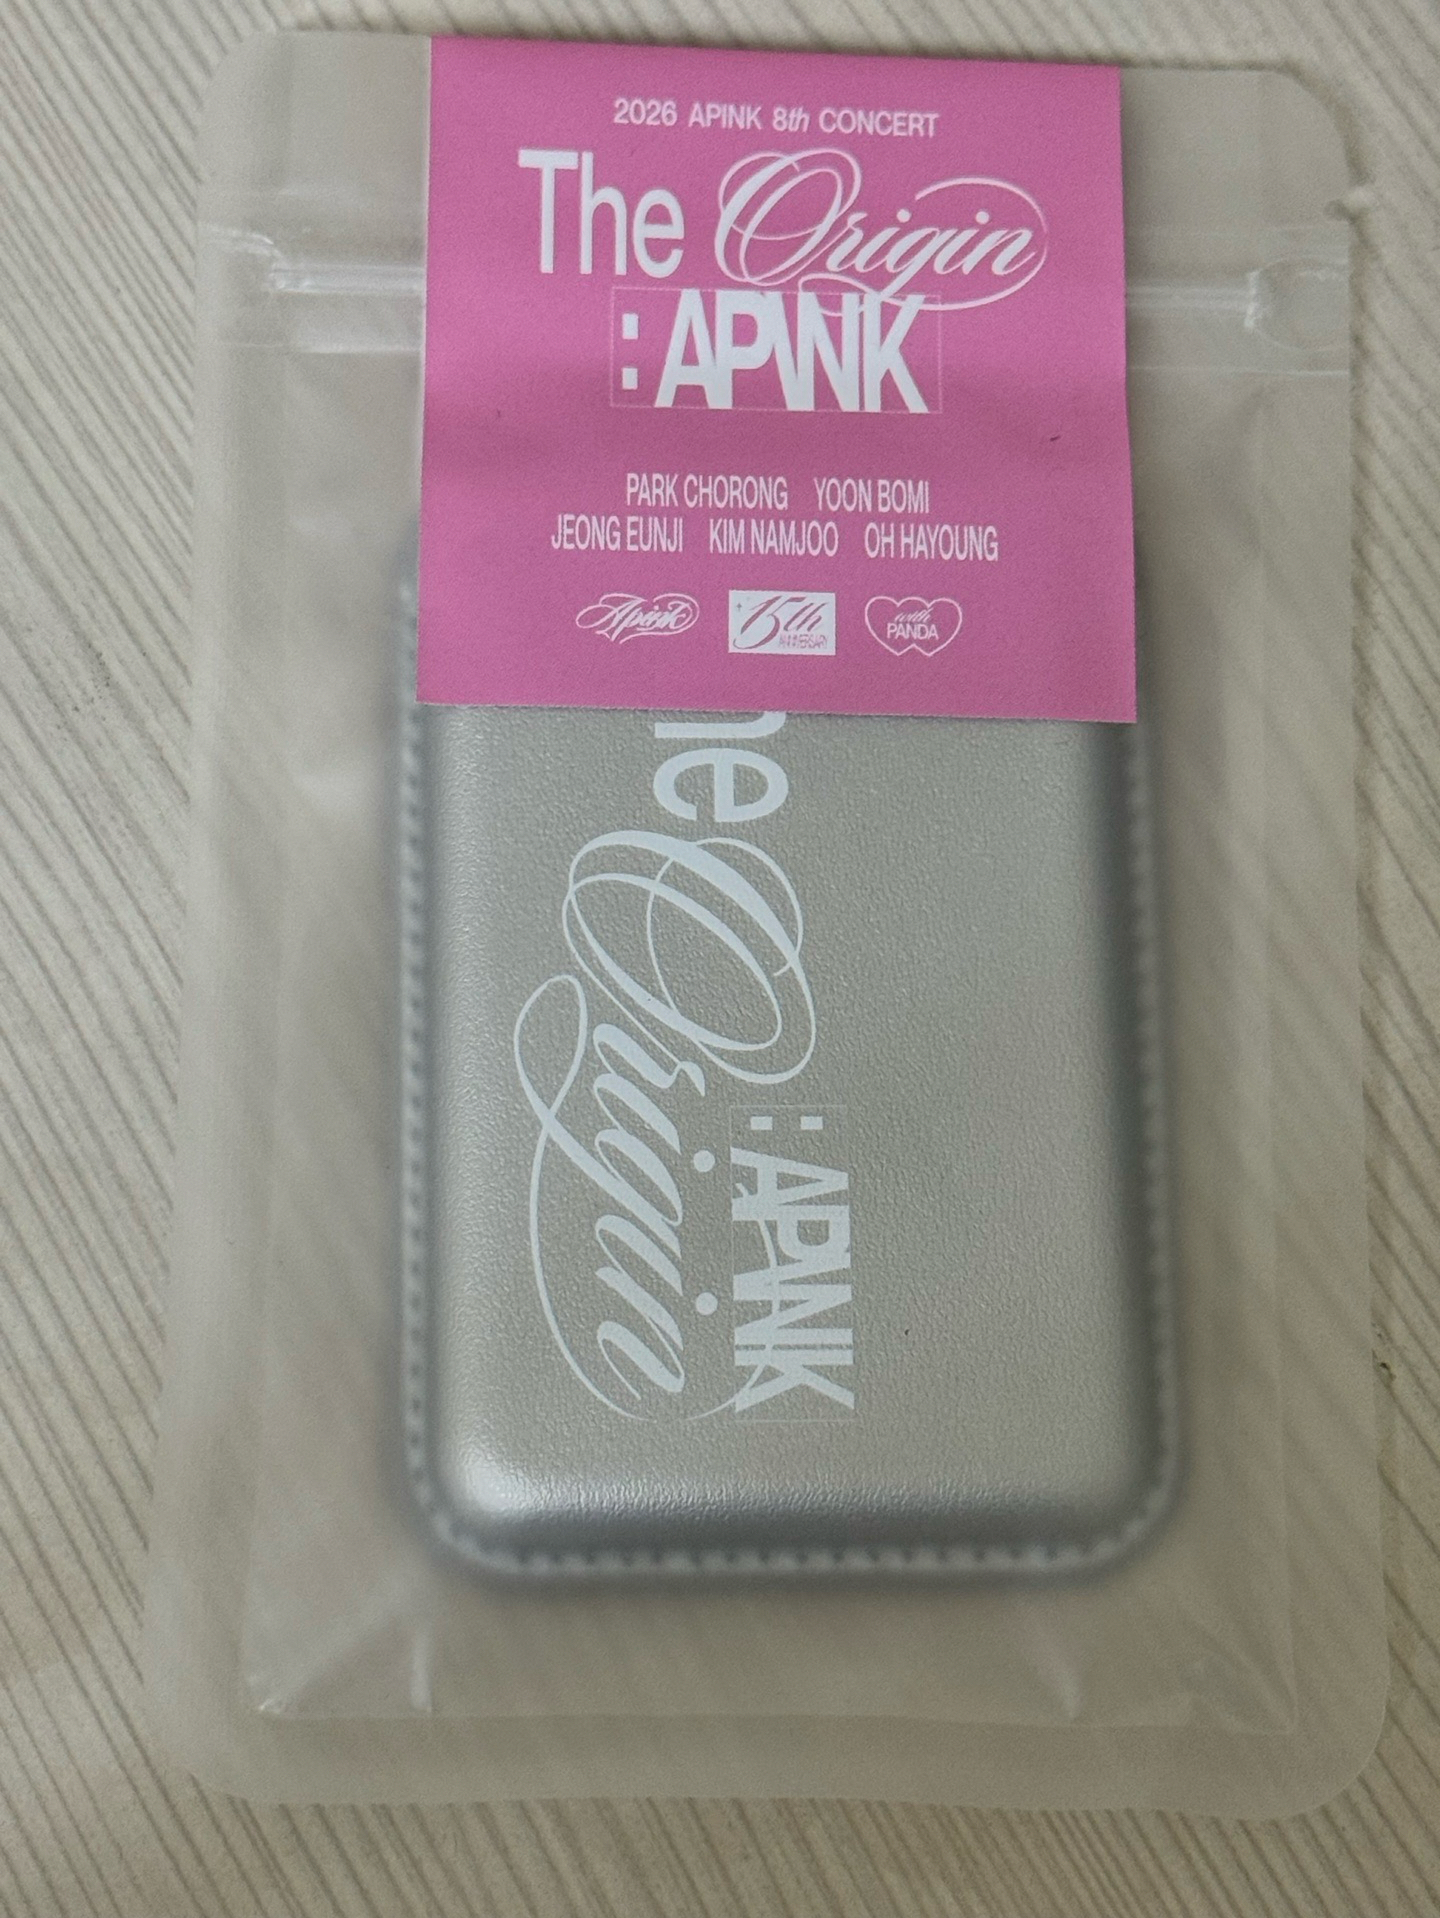 2026 APINK 8th CONCERT
The Origin
: APINK
PARK CHORONG YOON BOMI
JEONG EUNJI KIM NAMJOO OH HAYOUNG
Apink
15th
ANNIVERSARY
with
PANDA
he Origin
: APINK